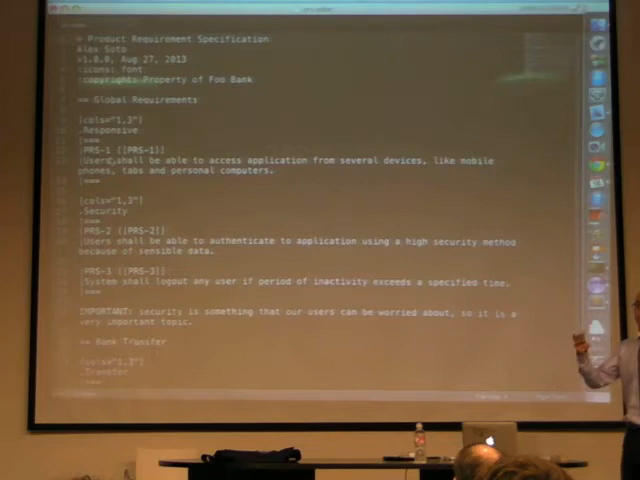 = Product Requirement Specification
Alex Soto
v1.0.0, Aug 27, 2013
:icons: font
:copyright: Property of Foo Bank
== Global Requirements
[cols="1,3"]
.Responsive
|===
|PRS-1 ([PRS-1])
|Users shall be able to access application from several devices, like mobile
phones, tabs and personal computers.
|===
[cols="1,3"]
.Security
|===
|PRS-2 ([PRS-2])
|Users shall be able to authenticate to application using a high security method
because of sensible data.
|PRS-3 ([PRS-3])
|System shall logout any user if period of inactivity exceeds a specified time.
|===
IMPORTANT: security is something that our users can be worried about, so it is a
very important topic.
== Bank Transfer
[cols="1,3"]
.Transfer
|===